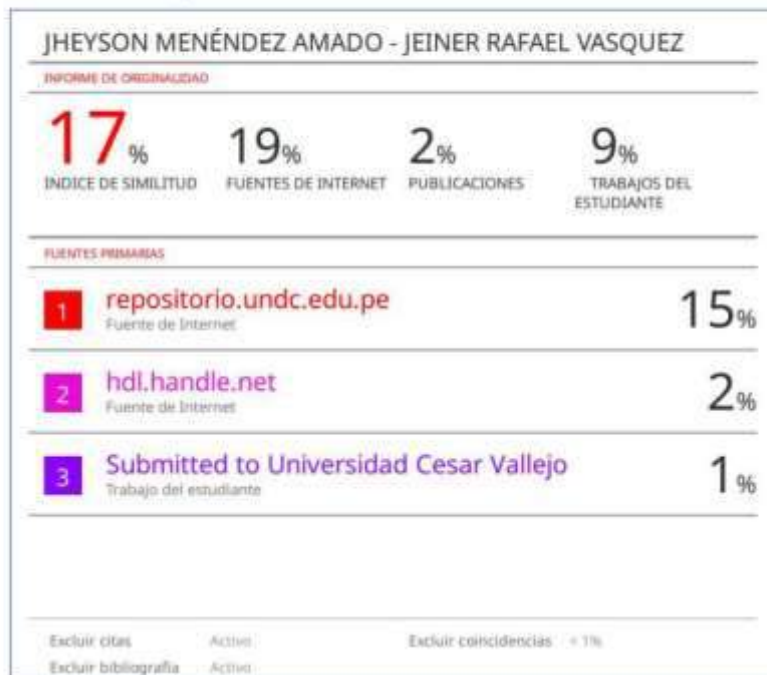 JHEYSON MENÉNDEZ AMADO - JEINER RAFAEL VASQUEZ
INFORME DE ORIGINALIDAD
17% 19% 2% 9%
INDICE DE SIMILITUD FUENTES DE INTERNET PUBLICACIONES TRABAJOS DEL
ESTUDIANTE
FUENTES PRIMARIAS
1 repositorio.undc.edu.pe 15%
Fuente de Internet
2 hdl.handle.net 2%
Fuente de Internet
3 Submitted to Universidad Cesar Vallejo 1%
Trabajo del estudiante
Excluir citas Activo Excluir coincidencias < 1%
Excluir bibliografía Activo